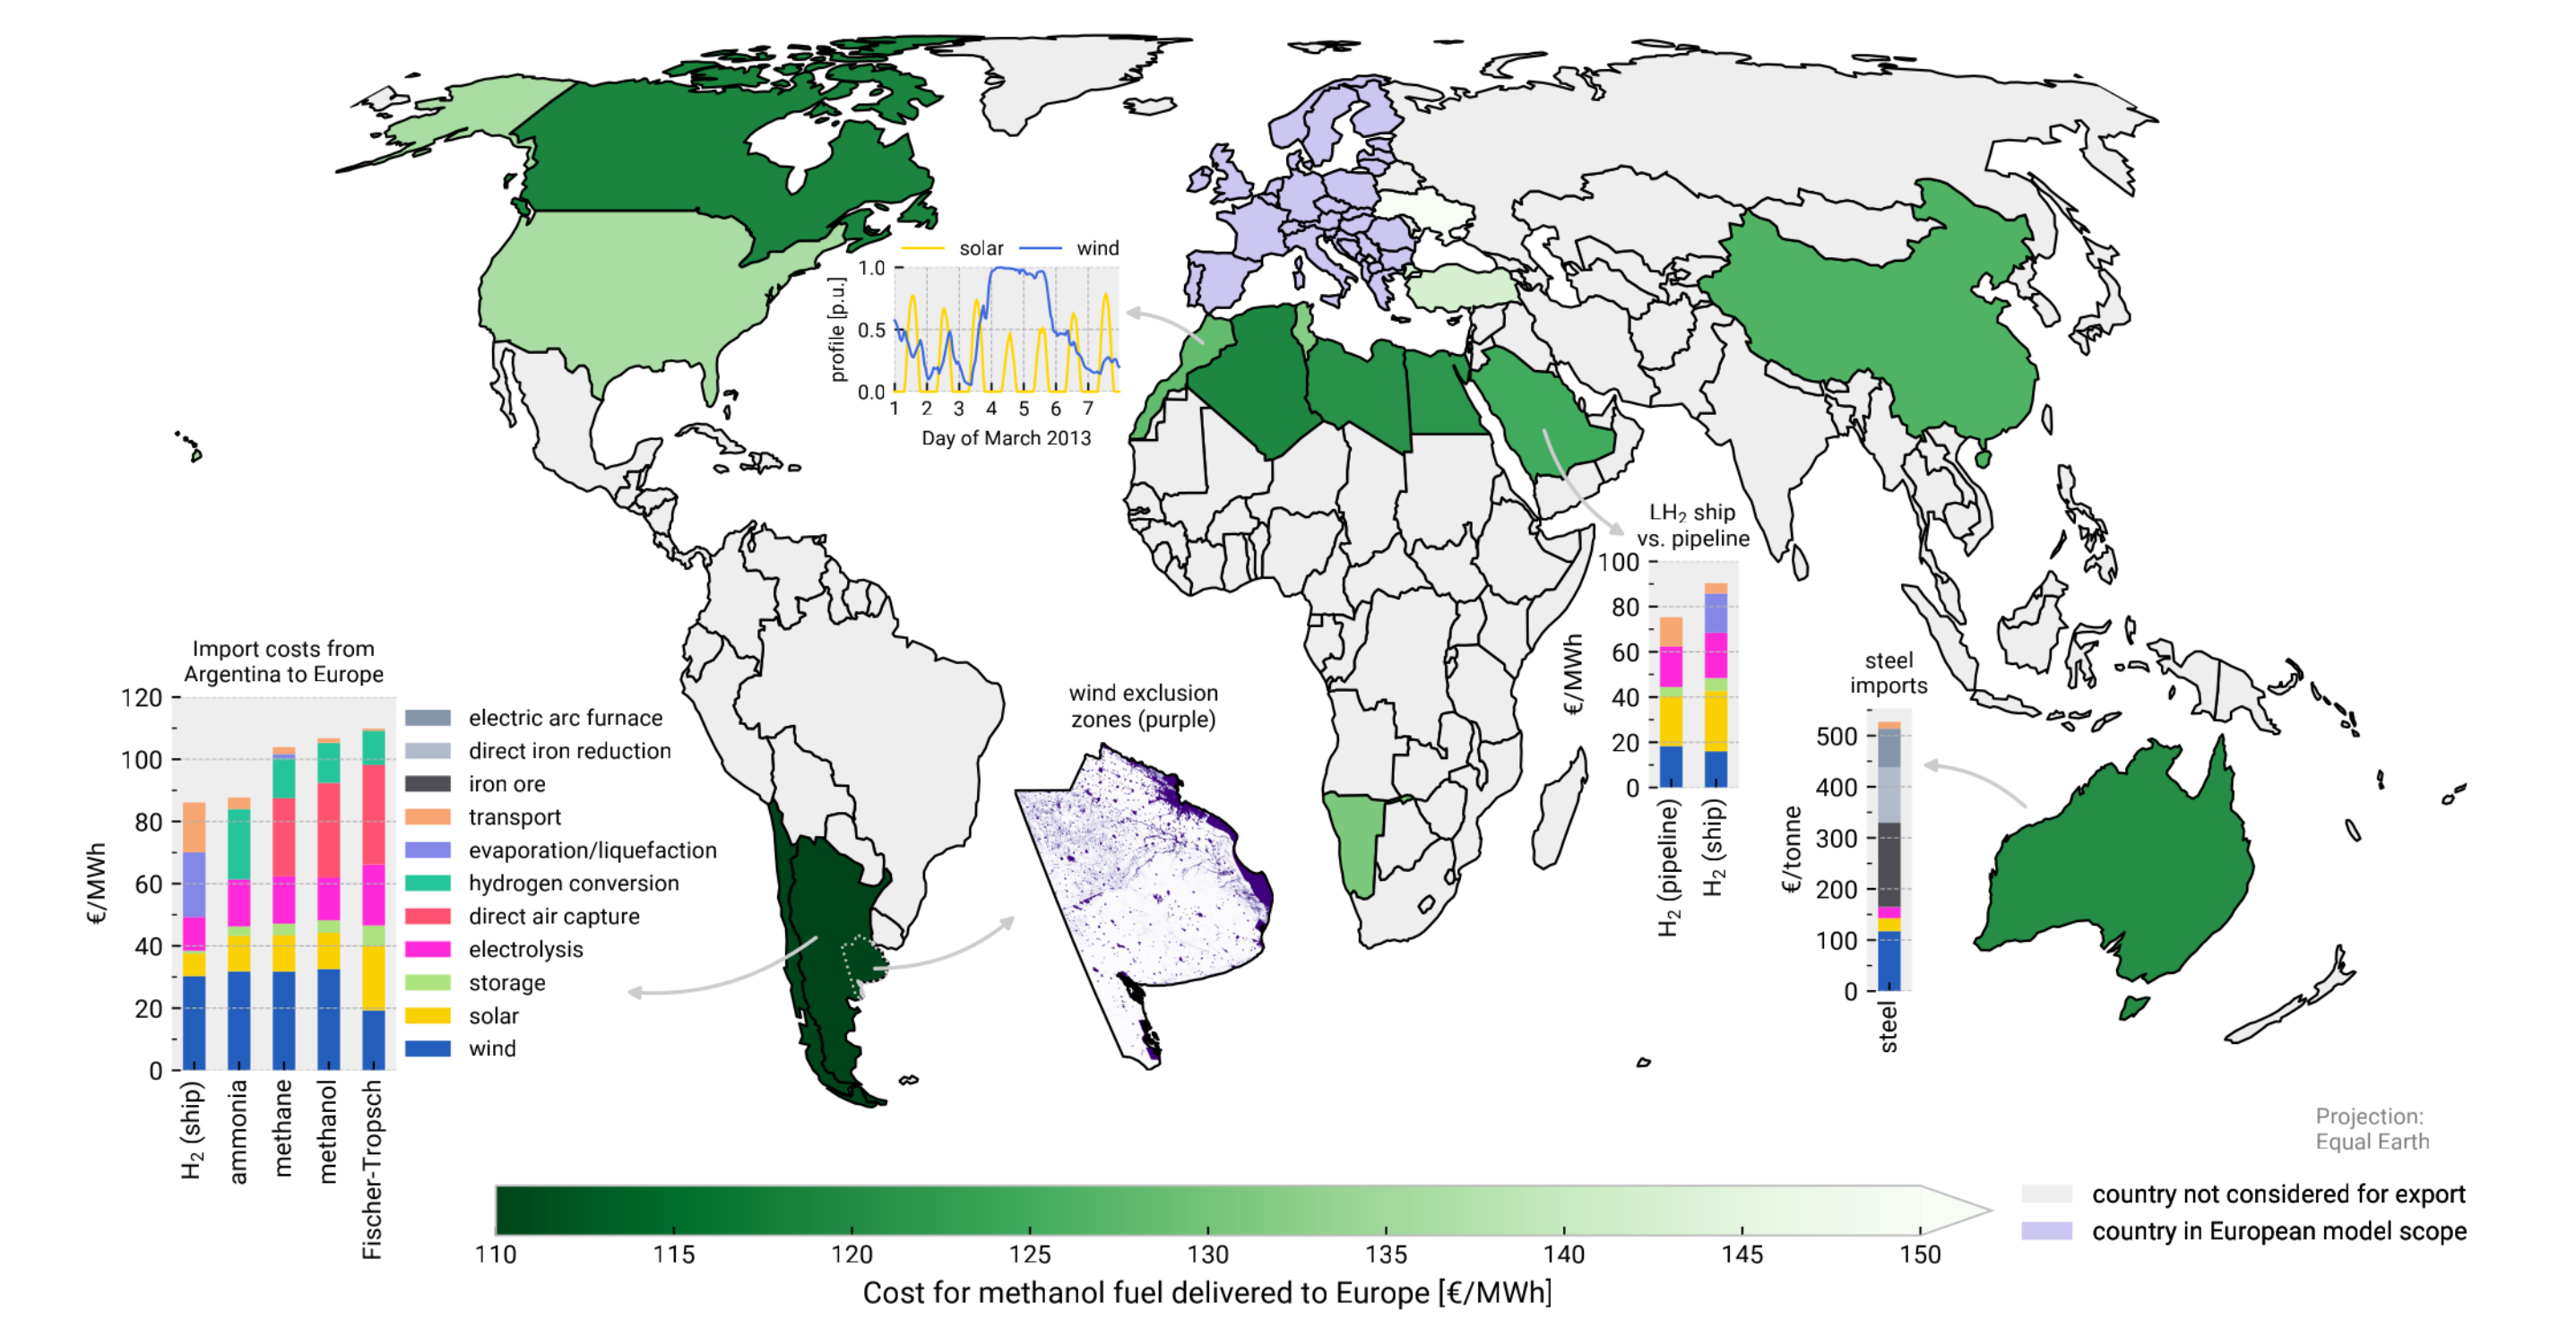 solar wind
profile [p.u.]
1.0
0.5
0.0
1 2 3 4 5 6 7
Day of March 2013
LH₂ ship
vs. pipeline
€/MWh
100
80
60
40
20
0
H₂ (pipeline)
H₂ (ship)
Import costs from
Argentina to Europe
€/MWh
120
100
80
60
40
20
0
H₂ (ship)
ammonia
methane
methanol
Fischer-Tropsch
electric arc furnace
direct iron reduction
iron ore
transport
evaporation/liquefaction
hydrogen conversion
direct air capture
electrolysis
storage
solar
wind
wind exclusion
zones (purple)
steel
imports
€/tonne
500
400
300
200
100
0
steel
Projection:
Equal Earth
country not considered for export
country in European model scope
110 115 120 125 130 135 140 145 150
Cost for methanol fuel delivered to Europe [€/MWh]